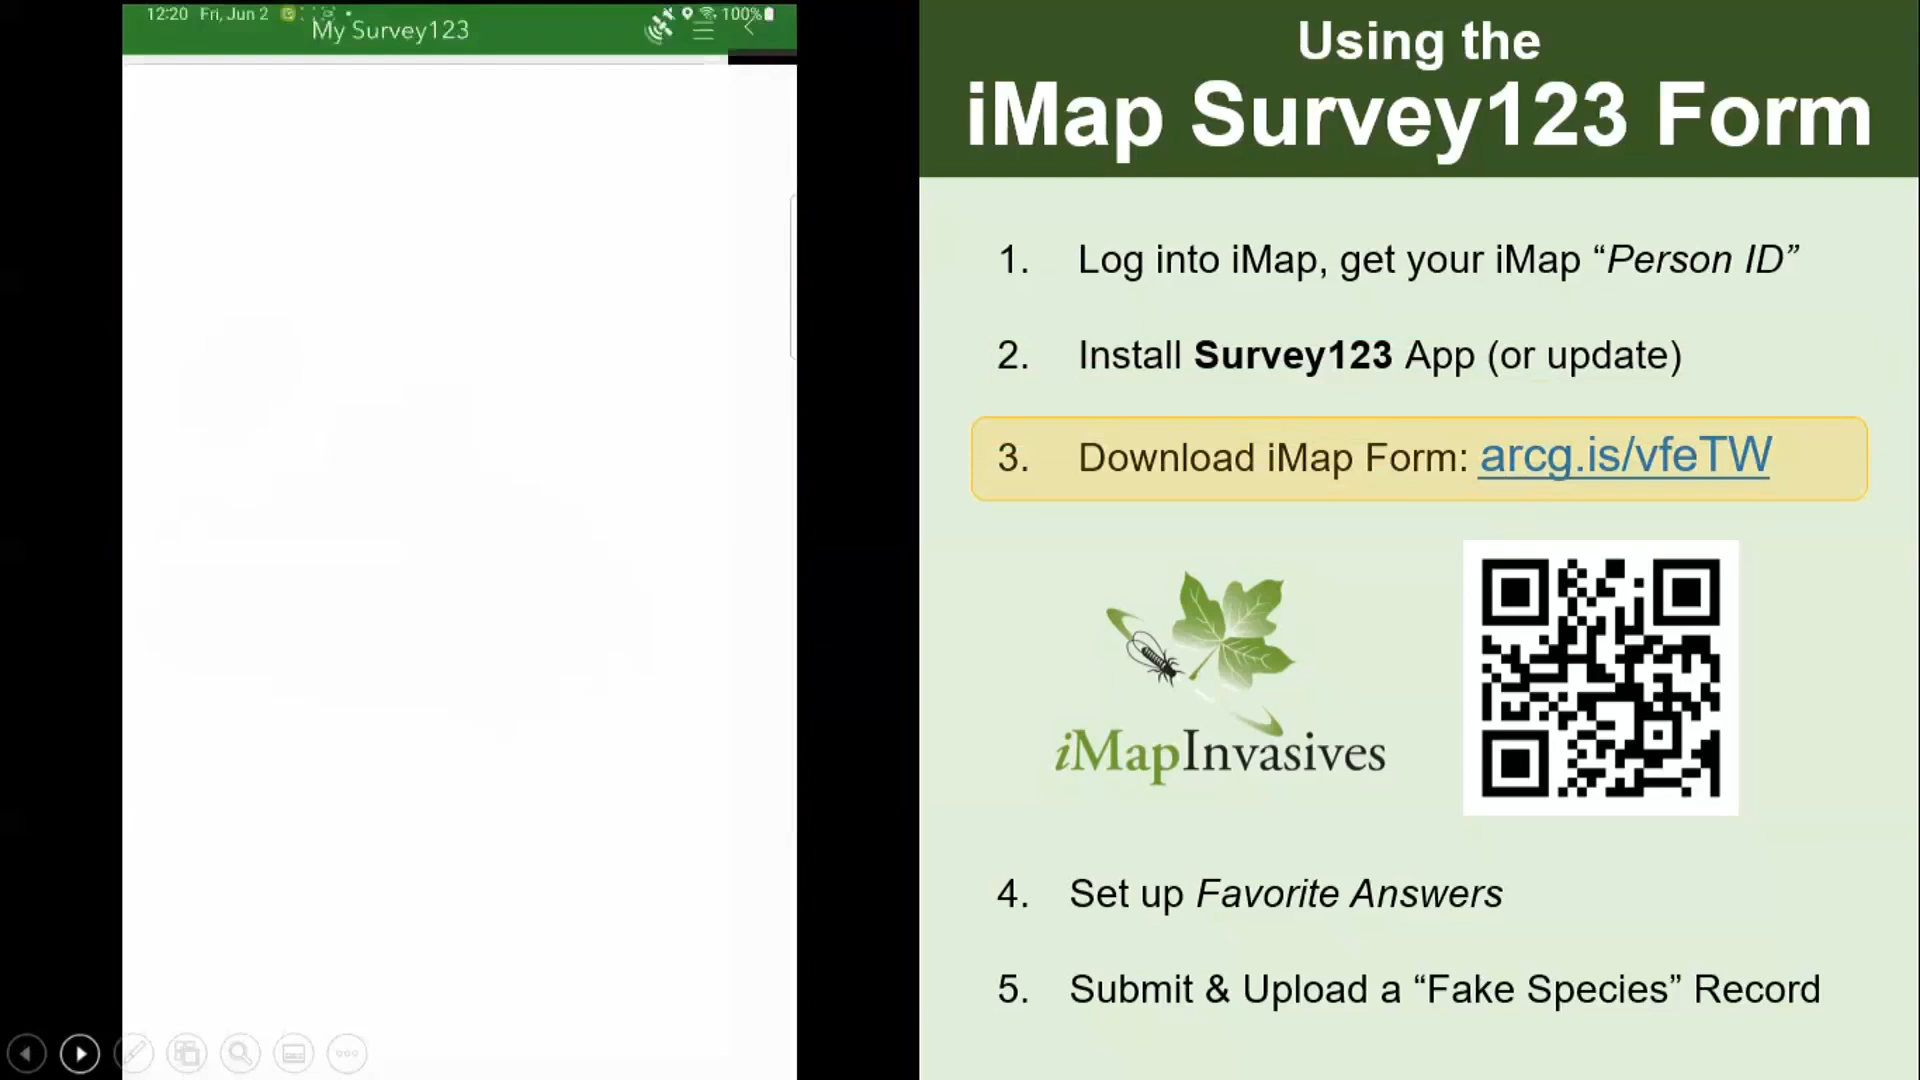 12:20 Fri, Jun 2
100%
My Survey123
Using the
iMap Survey123 Form
1. Log into iMap, get your iMap “Person ID”
2. Install Survey123 App (or update)
3. Download iMap Form: arcg.is/vfeTW
iMapInvasives
4. Set up Favorite Answers
5. Submit & Upload a “Fake Species” Record